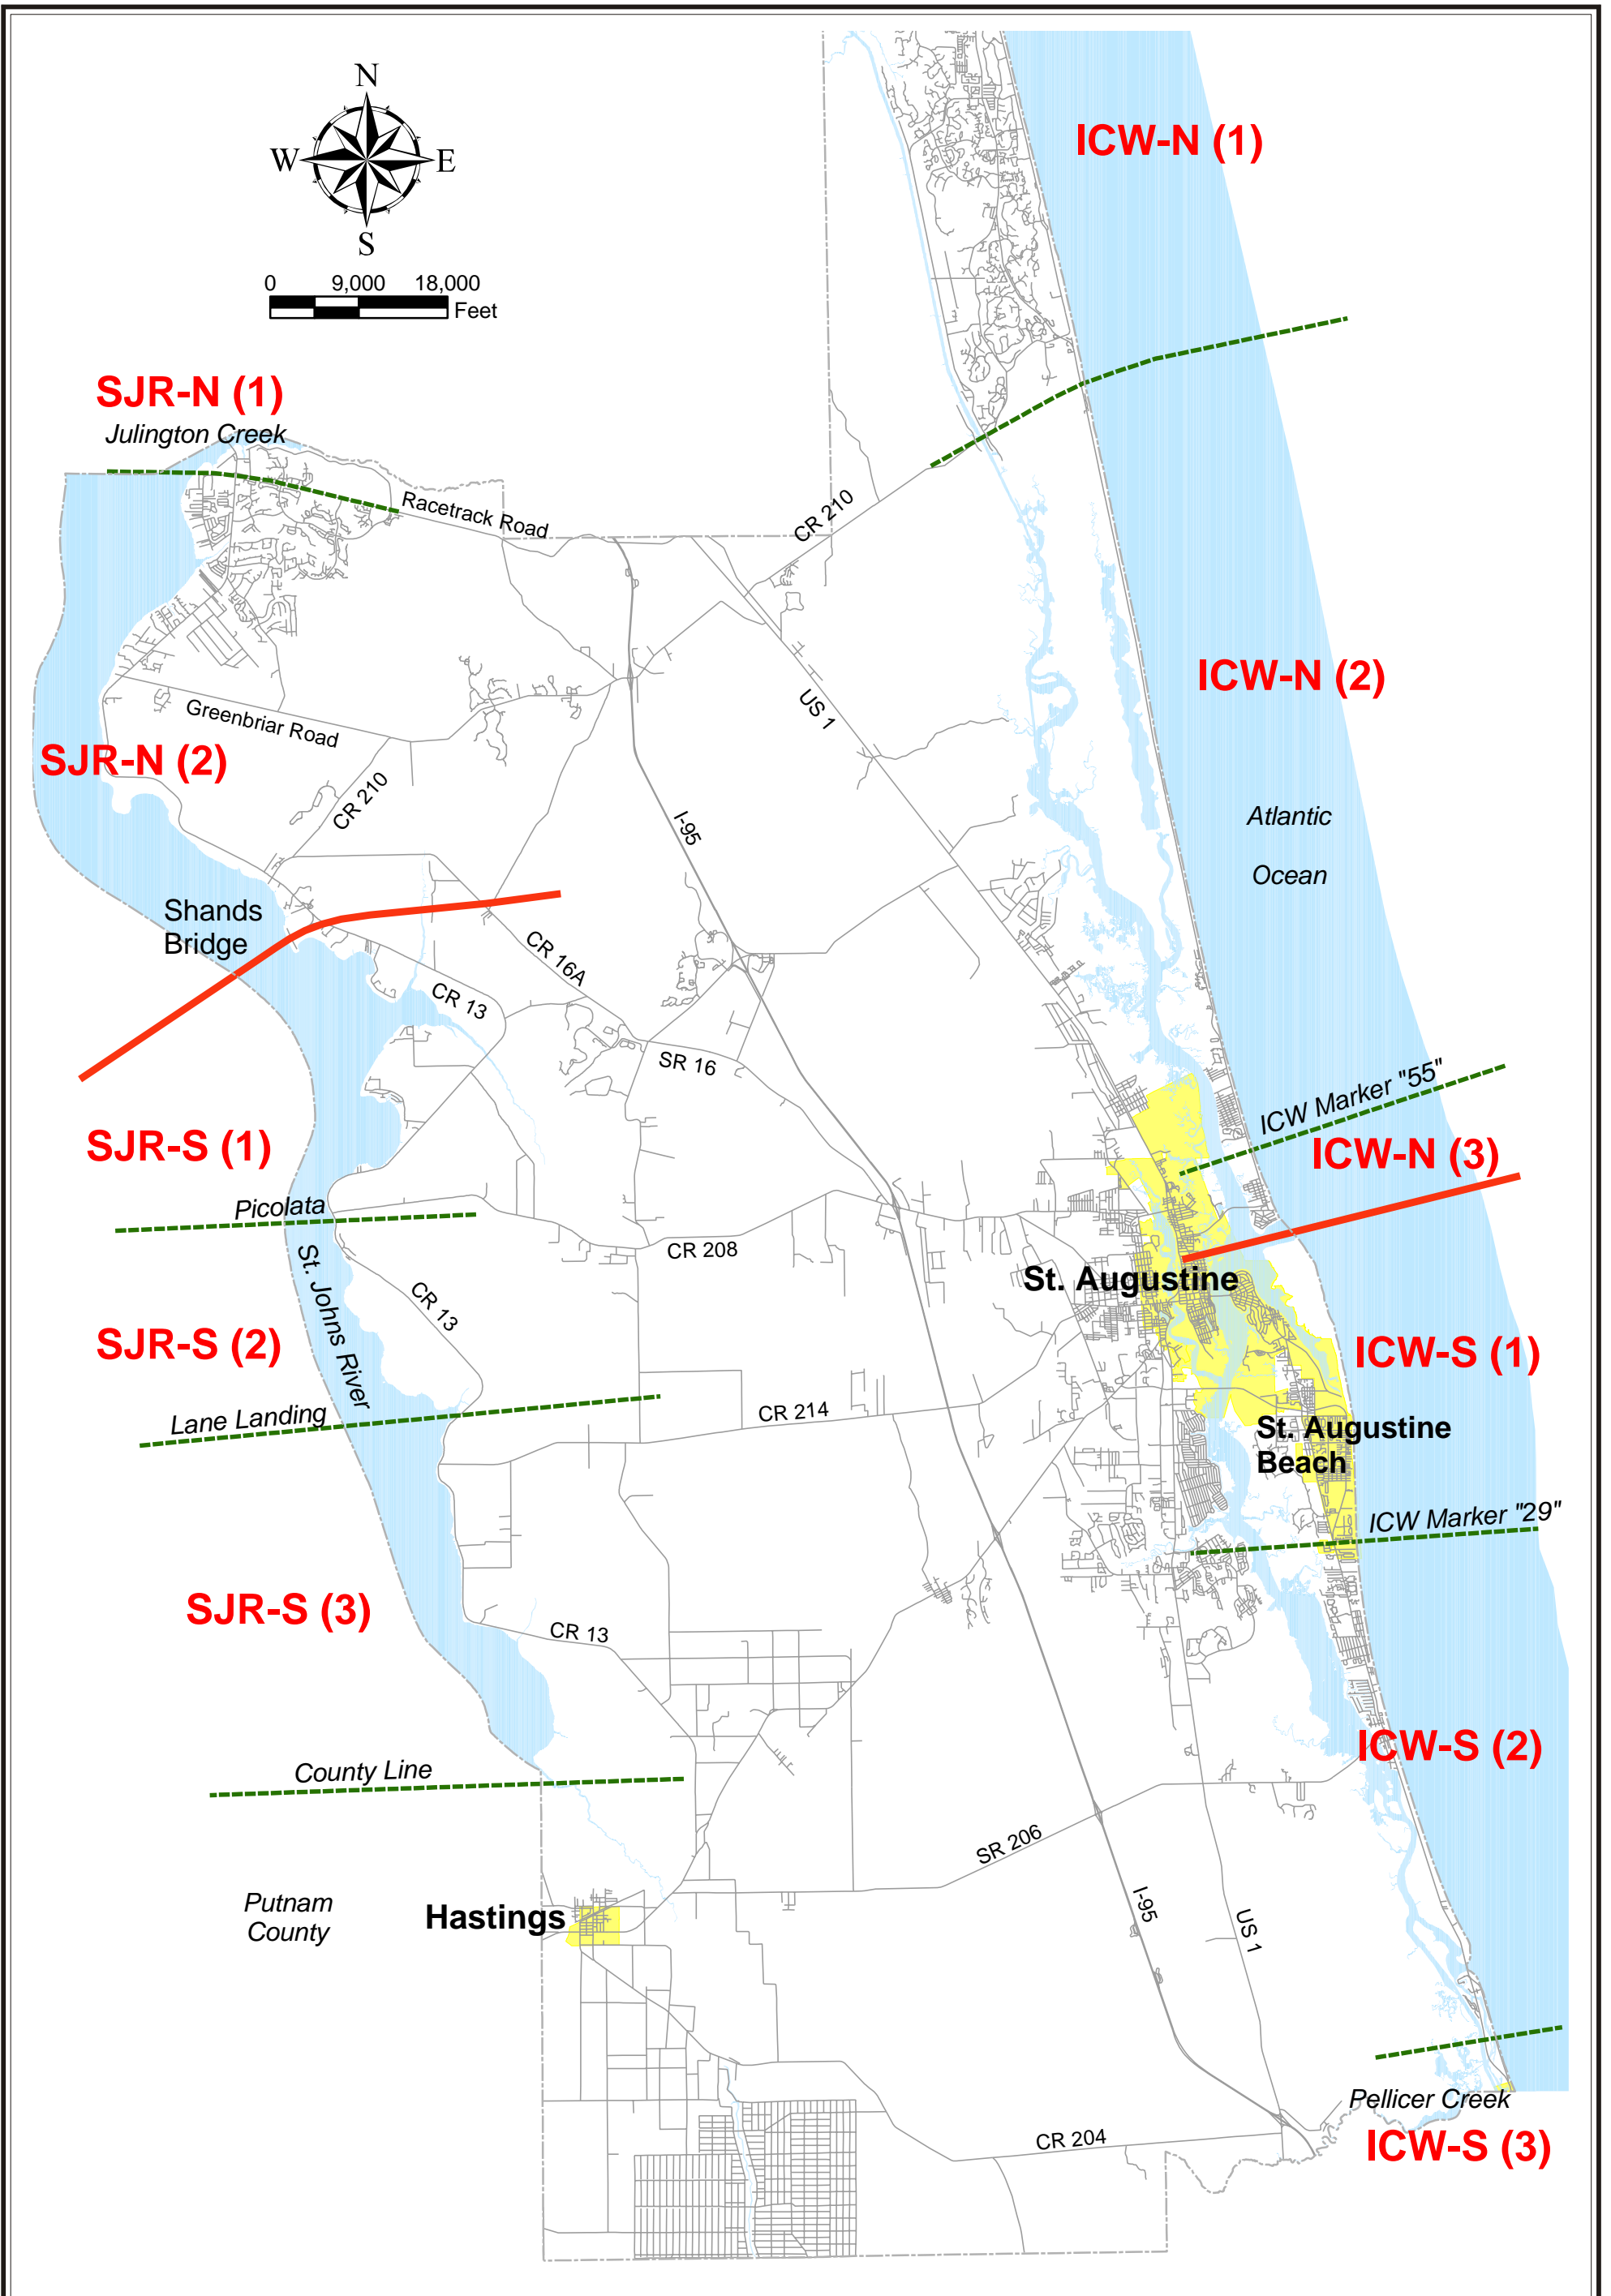 N
W
E
S
0 9,000 18,000
Feet
ICW-N (1)
SJR-N (1)
Julington Creek
Racetrack Road
CR 210
ICW-N (2)
US 1
Greenbriar Road
SJR-N (2)
CR 210
I-95
Atlantic
Ocean
Shands
Bridge
CR 16A
CR 13
SR 16
ICW Marker "55"
SJR-S (1)
ICW-N (3)
Picolata
CR 208
St. Johns River
St. Augustine
CR 13
SJR-S (2)
ICW-S (1)
Lane Landing
CR 214
St. Augustine
Beach
ICW Marker "29"
SJR-S (3)
CR 13
ICW-S (2)
County Line
SR 206
Putnam
County
Hastings
I-95
US 1
Pellicer Creek
CR 204
ICW-S (3)